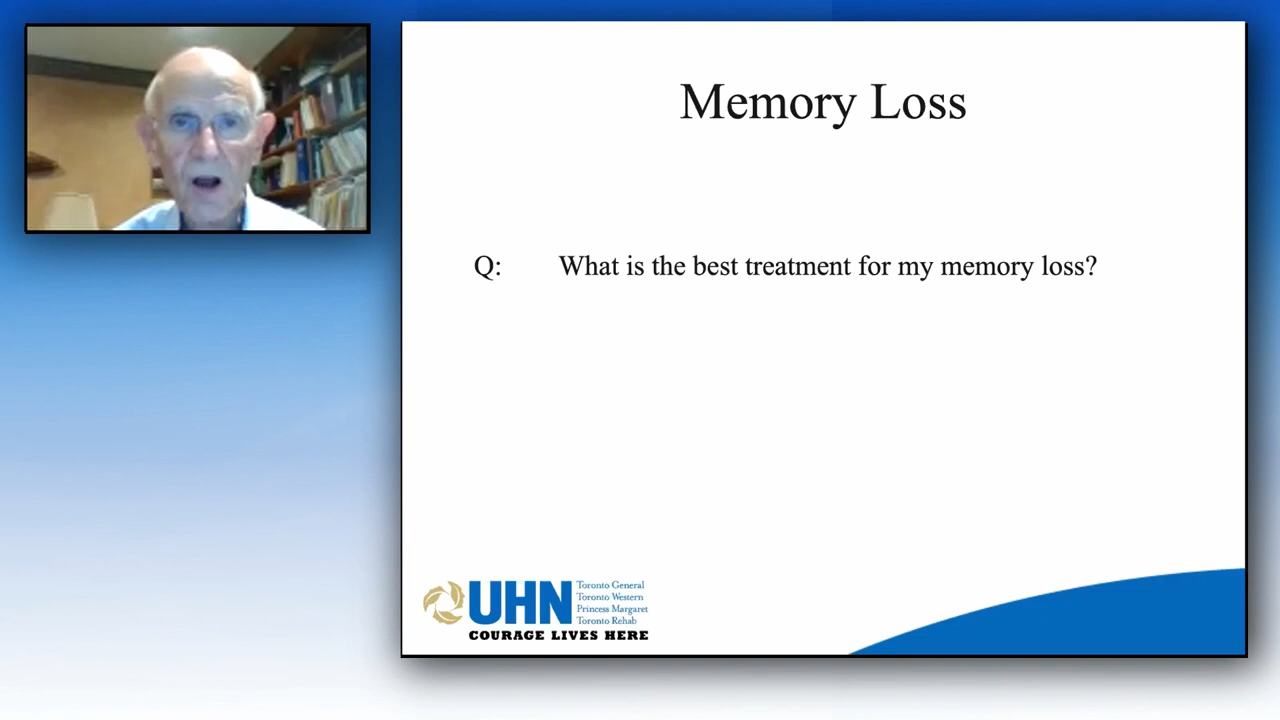 Memory Loss
Q: What is the best treatment for my memory loss?
UHN
Toronto General
Toronto Western
Princess Margaret
Toronto Rehab
COURAGE LIVES HERE